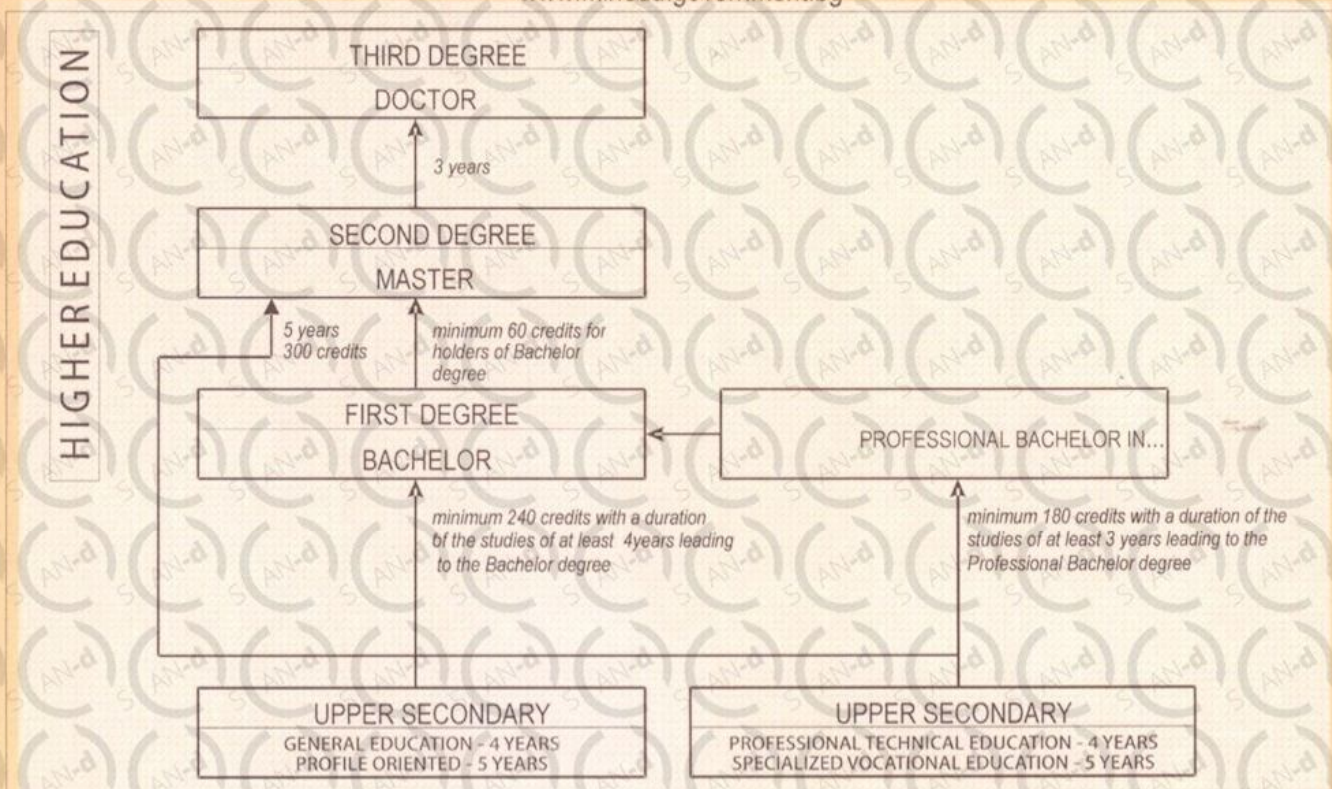 HIGHER EDUCATION
THIRD DEGREE
DOCTOR
3 years
SECOND DEGREE
MASTER
5 years
300 credits
minimum 60 credits for
holders of Bachelor
degree
FIRST DEGREE
BACHELOR
PROFESSIONAL BACHELOR IN...
minimum 240 credits with a duration
of the studies of at least 4years leading
to the Bachelor degree
minimum 180 credits with a duration of the
studies of at least 3 years leading to the
Professional Bachelor degree
UPPER SECONDARY
GENERAL EDUCATION - 4 YEARS
PROFILE ORIENTED - 5 YEARS
UPPER SECONDARY
PROFESSIONAL TECHNICAL EDUCATION - 4 YEARS
SPECIALIZED VOCATIONAL EDUCATION - 5 YEARS